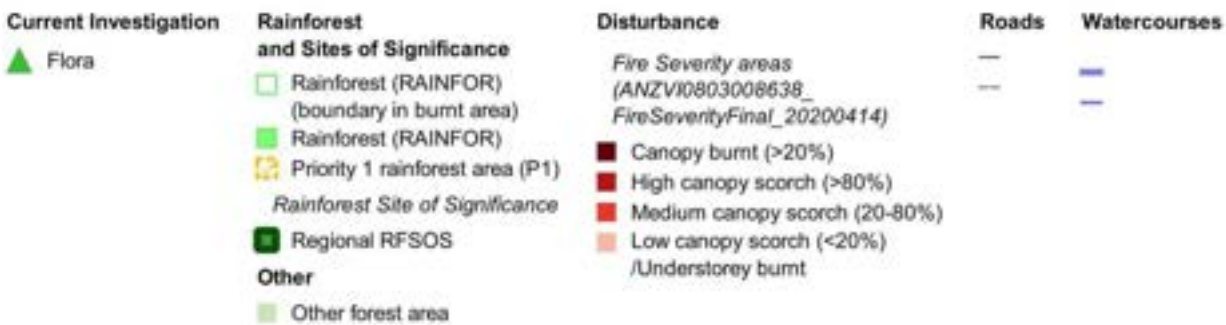 Current Investigation
Flora
Rainforest
and Sites of Significance
Rainforest (RAINFOR)
(boundary in burnt area)
Rainforest (RAINFOR)
Priority 1 rainforest area (P1)
Rainforest Site of Significance
Regional RFSOS
Other
Other forest area
Disturbance
Fire Severity areas
(ANZVI0803008638_
FireSeverityFinal_20200414)
Canopy burnt (>20%)
High canopy scorch (>80%)
Medium canopy scorch (20-80%)
Low canopy scorch (<20%)
/Understorey burnt
Roads
Watercourses